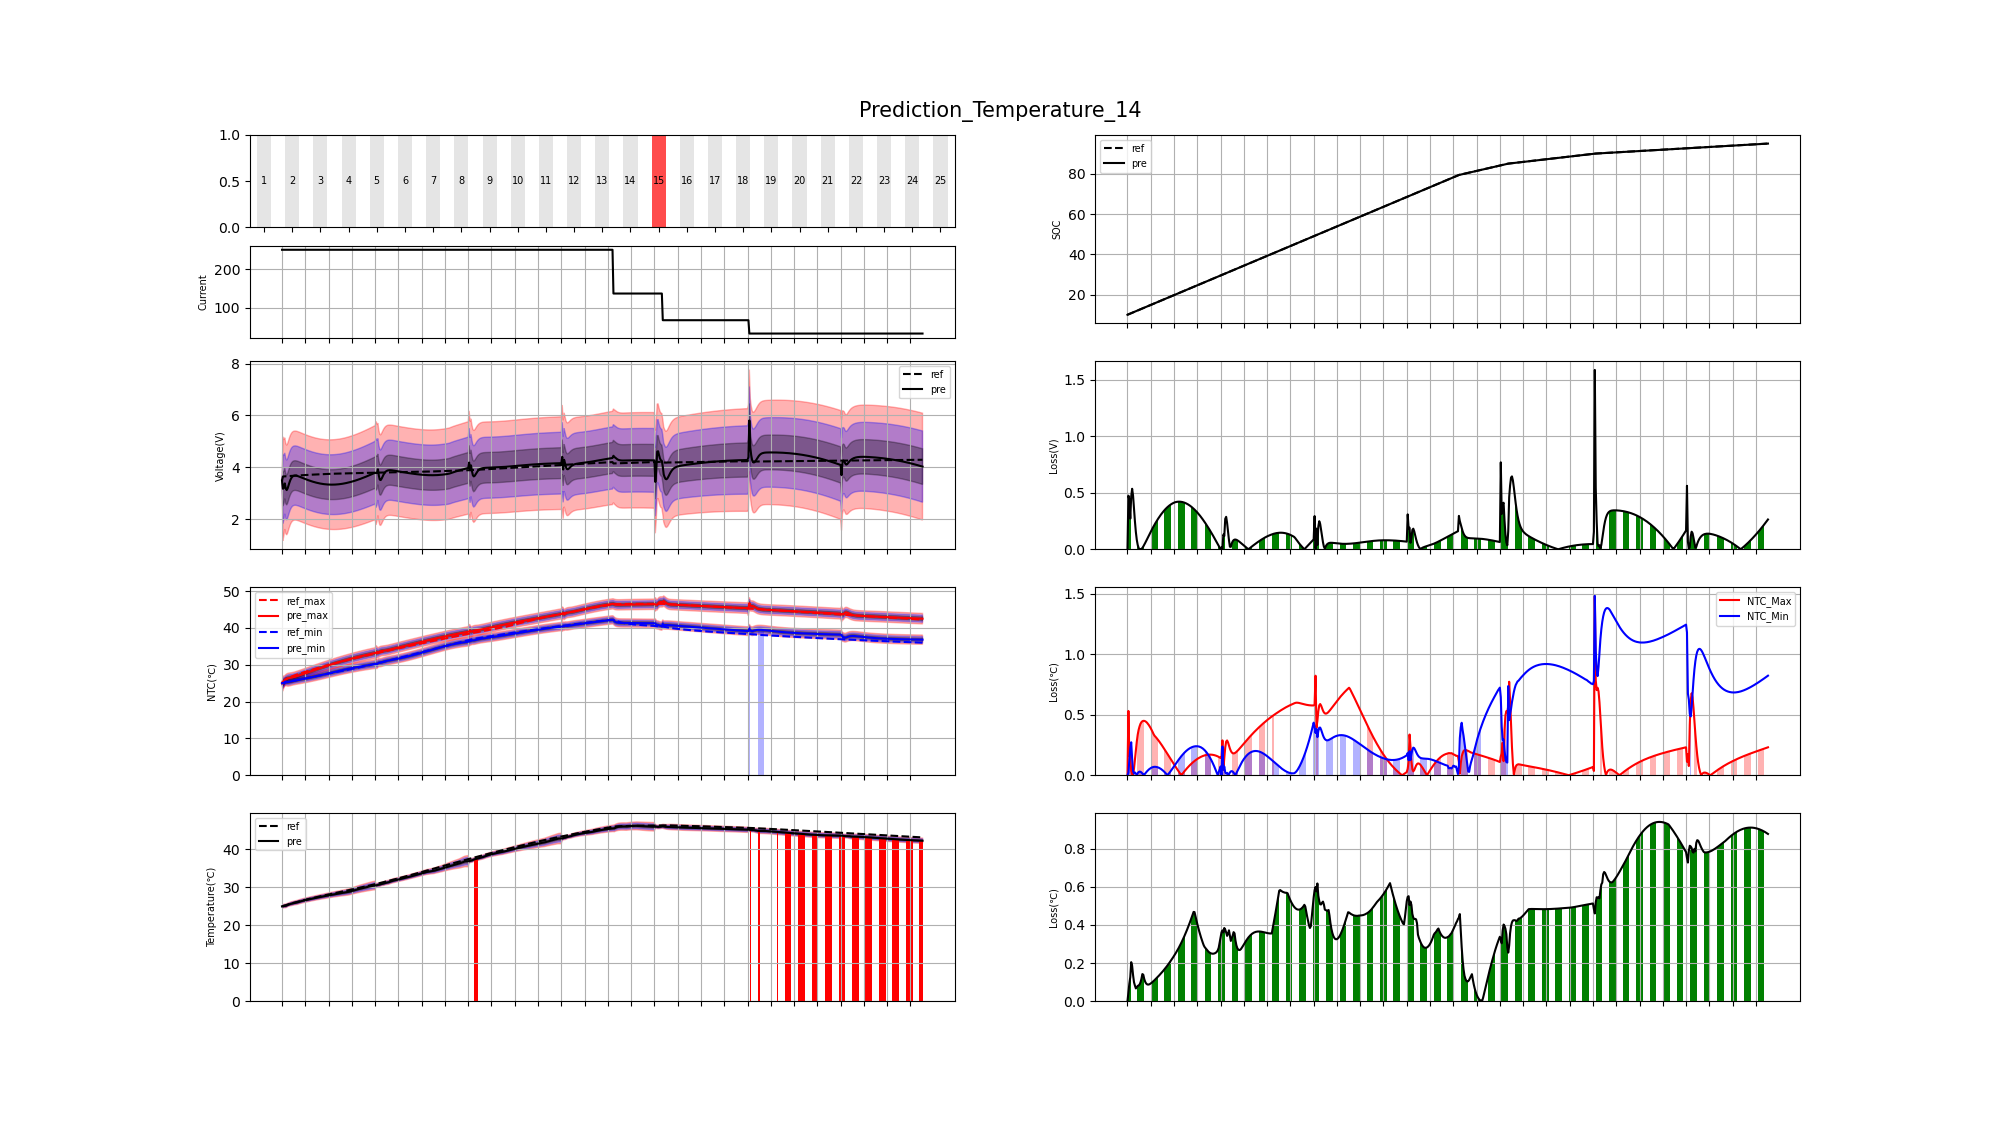 Prediction_Temperature_14
1.0
0.5
0.0
1 2 3 4 5 6 7 8 9 10 11 12 13 14 15 16 17 18 19 20 21 22 23 24 25
Current
200
100
Voltage(V)
8
6
4
2
ref
pre
NTC(℃)
50
40
30
20
10
0
ref_max
pre_max
ref_min
pre_min
Temperature(℃)
40
30
20
10
0
ref
pre
SOC
80
60
40
20
ref
pre
Loss(V)
1.5
1.0
0.5
0.0
Loss(℃)
1.5
1.0
0.5
0.0
NTC_Max
NTC_Min
Loss(℃)
0.8
0.6
0.4
0.2
0.0